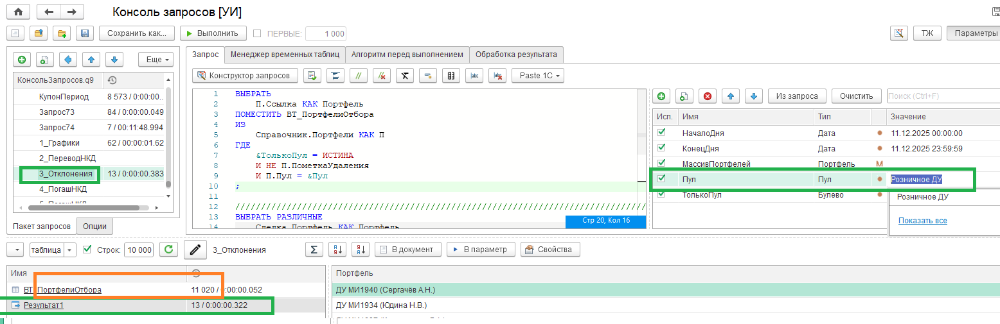 Консоль запросов [УИ]
Сохранить как... Выполнить ПЕРВЫЕ: 1 000 ТЖ Параметры
Еще
КонсольЗапросов.q9
КупонПериод 8 573 / 0:00:00...
Запрос73 84 / 0:00:00.049
Запрос74 7 / 00:11:48.994
1_Графики 62 / 0:00:01.62
2_ПереводНКД
3_Отклонения 13 / 0:00:00.383
4_ПогашНКД
Пакет запросов Опции
Запрос Менеджер временных таблиц Алгоритм перед выполнением Обработка результата
Конструктор запросов Paste 1C
1 ВЫБРАТЬ
2 П.Ссылка КАК Портфель
3 ПОМЕСТИТЬ ВТ_ПортфелиОтбора
4 ИЗ
5 Справочник.Портфели КАК П
6 ГДЕ
7 &ТолькоПул = ИСТИНА
8 И НЕ П.ПометкаУдаления
9 И П.Пул = &Пул
10 ;
11
12 ////////////////////////////////////////////////////////////////////////////////
13 ВЫБРАТЬ РАЗЛИЧНЫЕ
14 Сделка.Портфель КАК Портфель
Стр 20, Кол 16
Из запроса Очистить Поиск (Ctrl+F)
Исп. Имя Тип Значение
НачалоДня Дата 11.12.2025 00:00:00
КонецДня Дата 11.12.2025 23:59:59
МассивПортфелей Портфель М
Пул Пул Розничное ДУ
ТолькоПул Булево
Розничное ДУ
Показать все
таблица Строк: 10 000 3_Отклонения Σ В документ В параметр Свойства
Имя
ВТ_ПортфелиОтбора 11 020 / 0:00:00.052
Результат1 13 / 0:00:00.322
Портфель
ДУ МИ1940 (Сергачёв А.Н.)
ДУ МИ1934 (Юдина Н.В.)